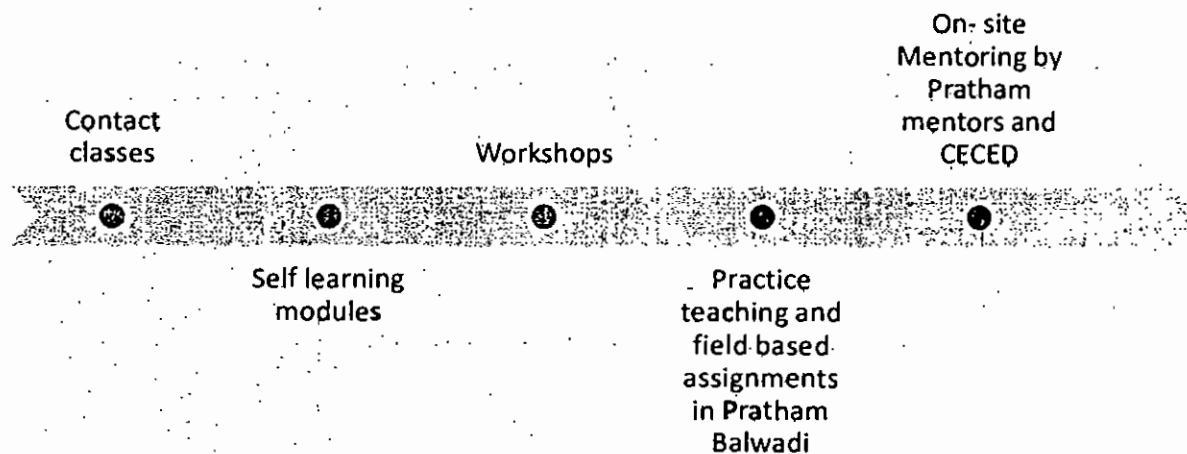 Contact
classes
Self learning
modules
Workshops
Practice
teaching and
field based
assignments
in Pratham
Balwadi
On- site
Mentoring by
Pratham
mentors and
CECED